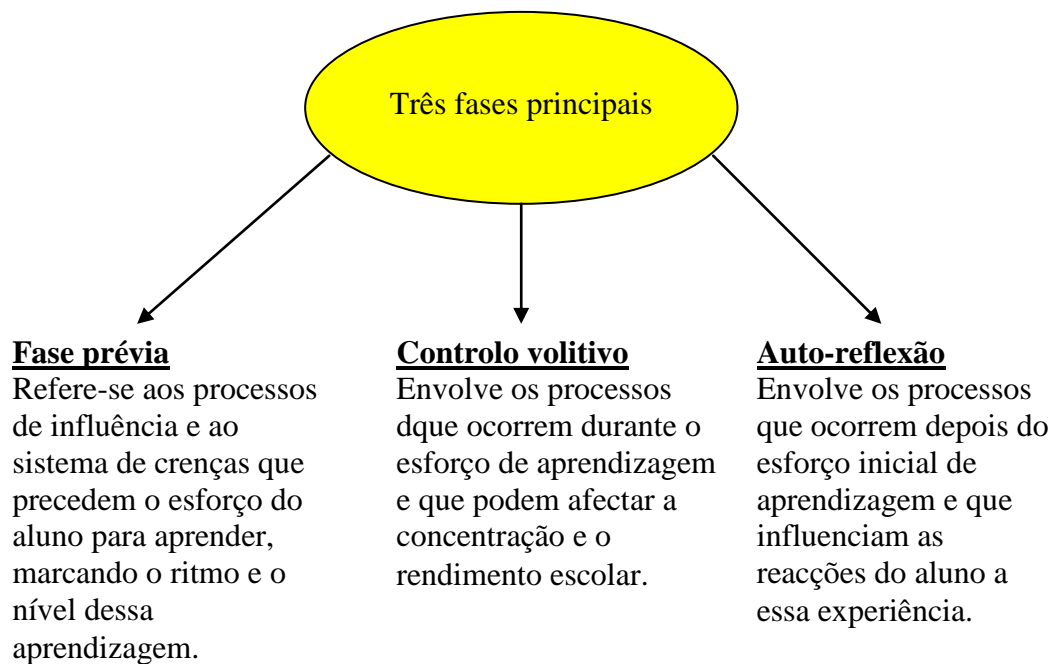 Três fases principais
Fase prévia
Refere-se aos processos
de influência e ao
sistema de crenças que
precedem o esforço do
aluno para aprender,
marcando o ritmo e o
nível dessa
aprendizagem.
Controlo volitivo
Envolve os processos
dque ocorrem durante o
esforço de aprendizagem
e que podem afectar a
concentração e o
rendimento escolar.
Auto-reflexão
Envolve os processos
que ocorrem depois do
esforço inicial de
aprendizagem e que
influenciam as
reacções do aluno a
essa experiência.